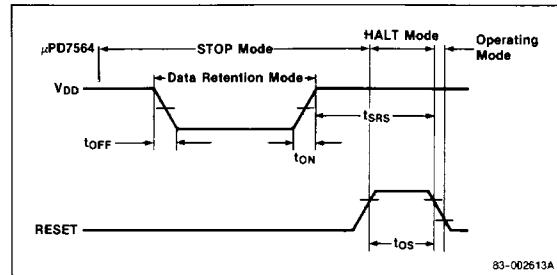 HALT Mode
μPD7564
STOP Mode
Operating
Mode
Data Retention Mode
VDD
tSRS
tOFF
tON
RESET
tOS
83-002613A